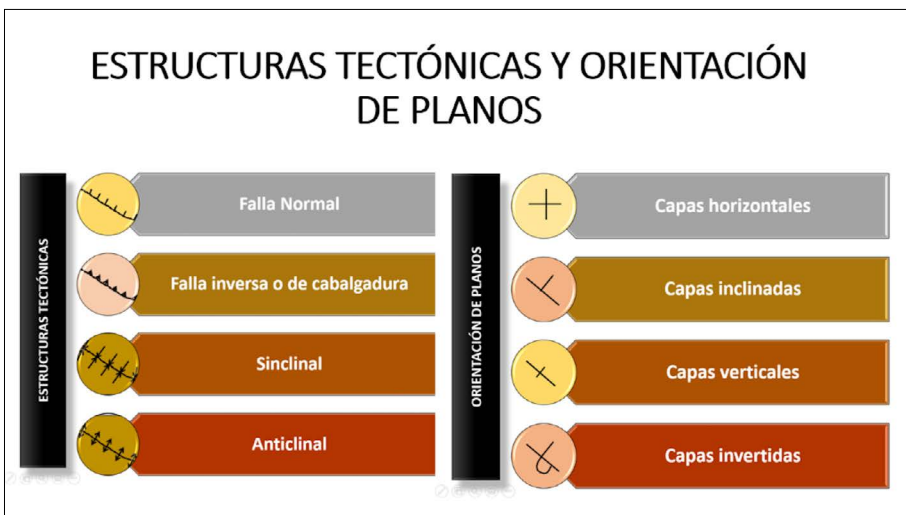 ESTRUCTURAS TECTÓNICAS Y ORIENTACIÓN
DE PLANOS
ESTRUCTURAS TECTÓNICAS
Falla Normal
Falla inversa o de cabalgadura
Sinclinal
Anticlinal
ORIENTACIÓN DE PLANOS
Capas horizontales
Capas inclinadas
Capas verticales
Capas invertidas